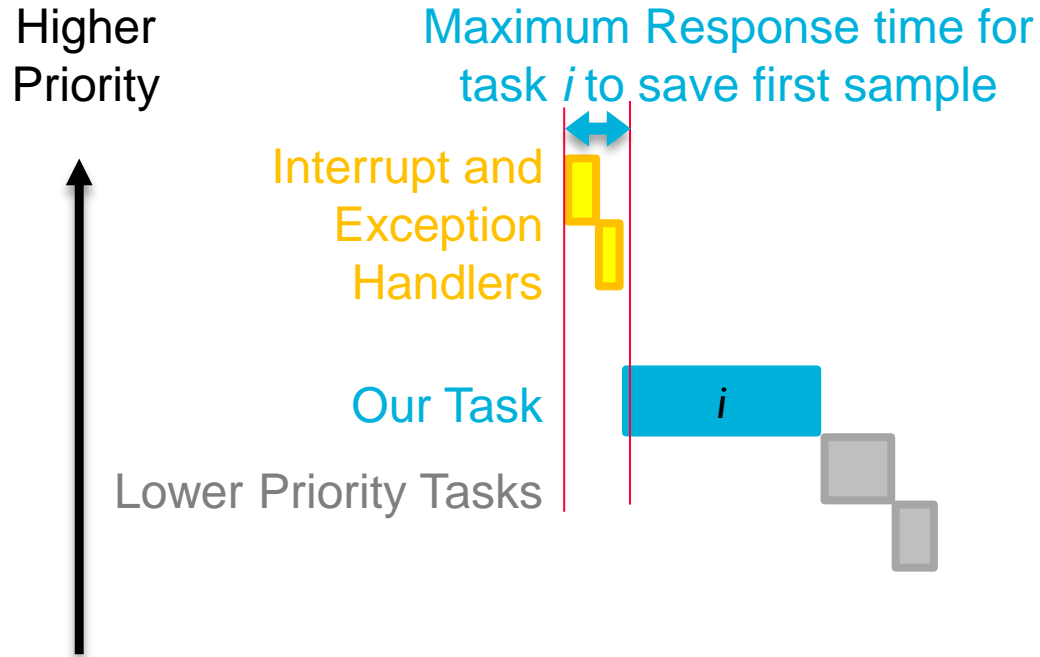 Higher
Priority
Maximum Response time for
task i to save first sample
Interrupt and
Exception
Handlers
Our Task
i
Lower Priority Tasks